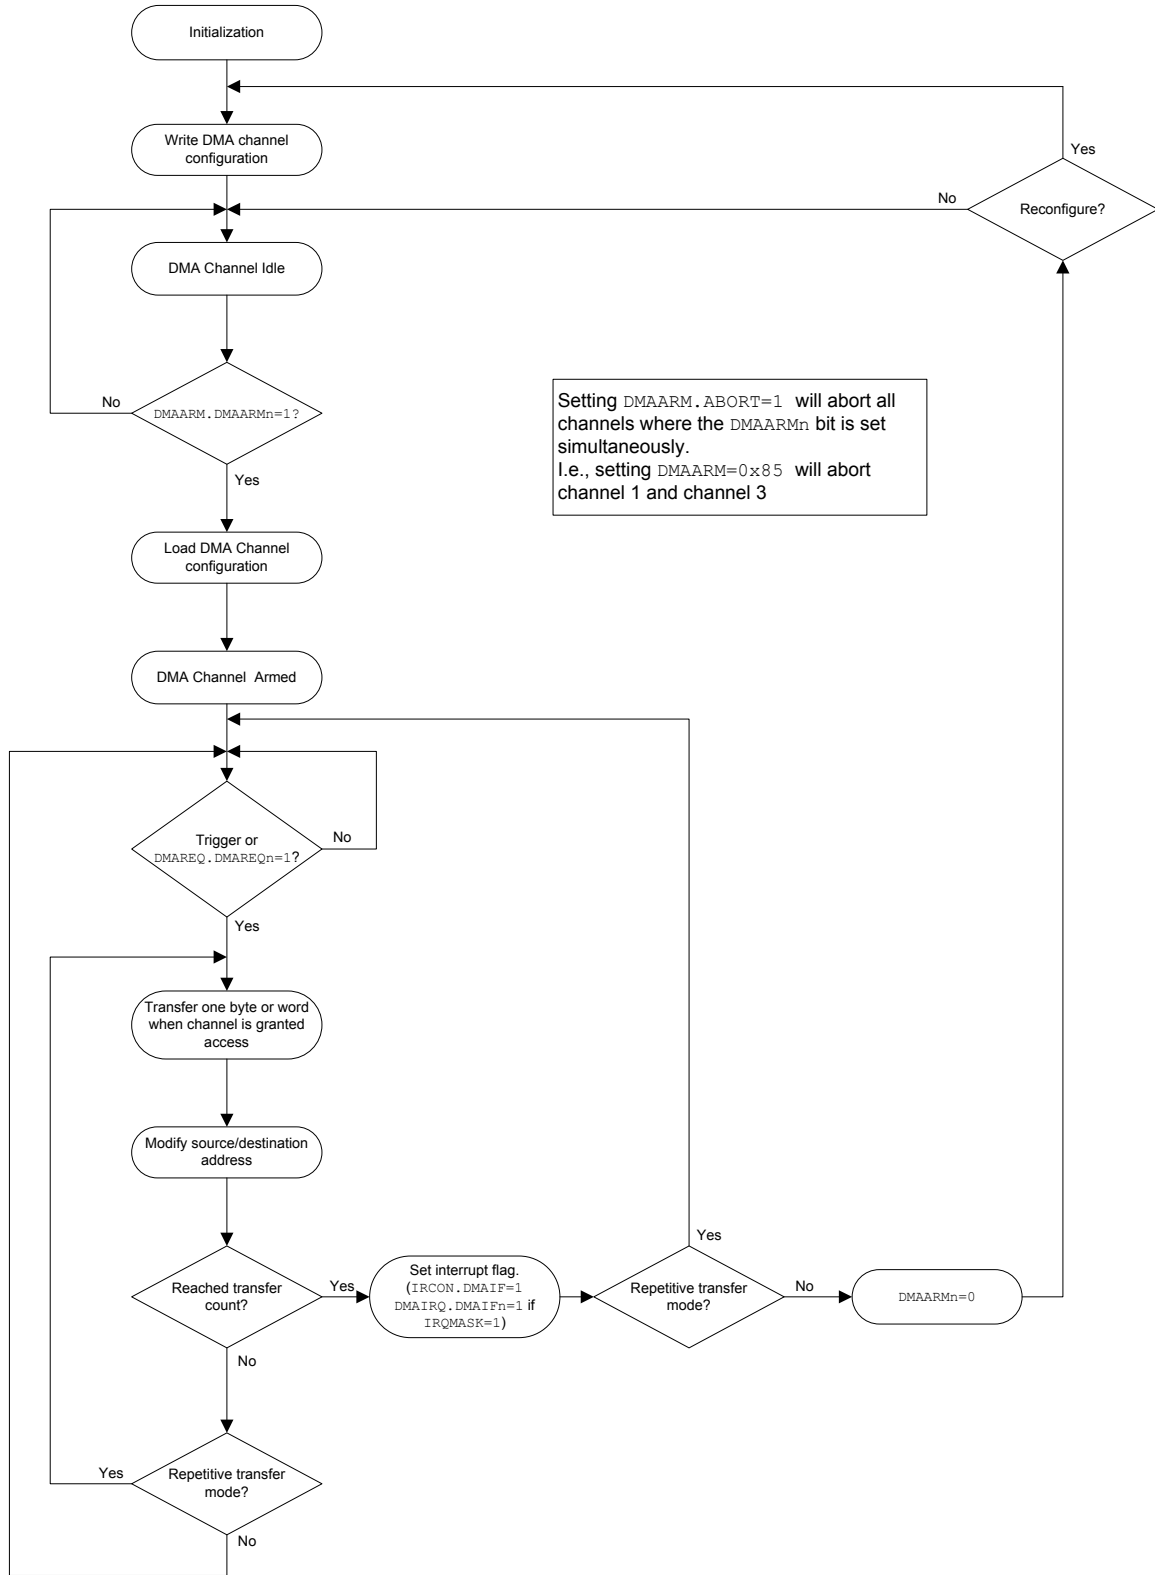 Initialization
Write DMA channel
configuration
Yes
No
Reconfigure?
DMA Channel Idle
No
DMAARM.DMAARMn=1?
Yes
Setting DMAARM.ABORT=1 will abort all
channels where the DMAARMn bit is set
simultaneously.
I.e., setting DMAARM=0x85 will abort
channel 1 and channel 3
Load DMA Channel
configuration
DMA Channel Armed
Trigger or
DMAREQ.DMAREQn=1?
No
Yes
Transfer one byte or word
when channel is granted
access
Modify source/destination
address
Reached transfer
count?
Yes
No
Set interrupt flag.
(IRCON.DMAIF=1
DMAIRQ.DMAIFn=1 if
IRQMASK=1)
Yes
Repetitive transfer
mode?
No
DMAARMn=0
Yes
Repetitive transfer
mode?
No